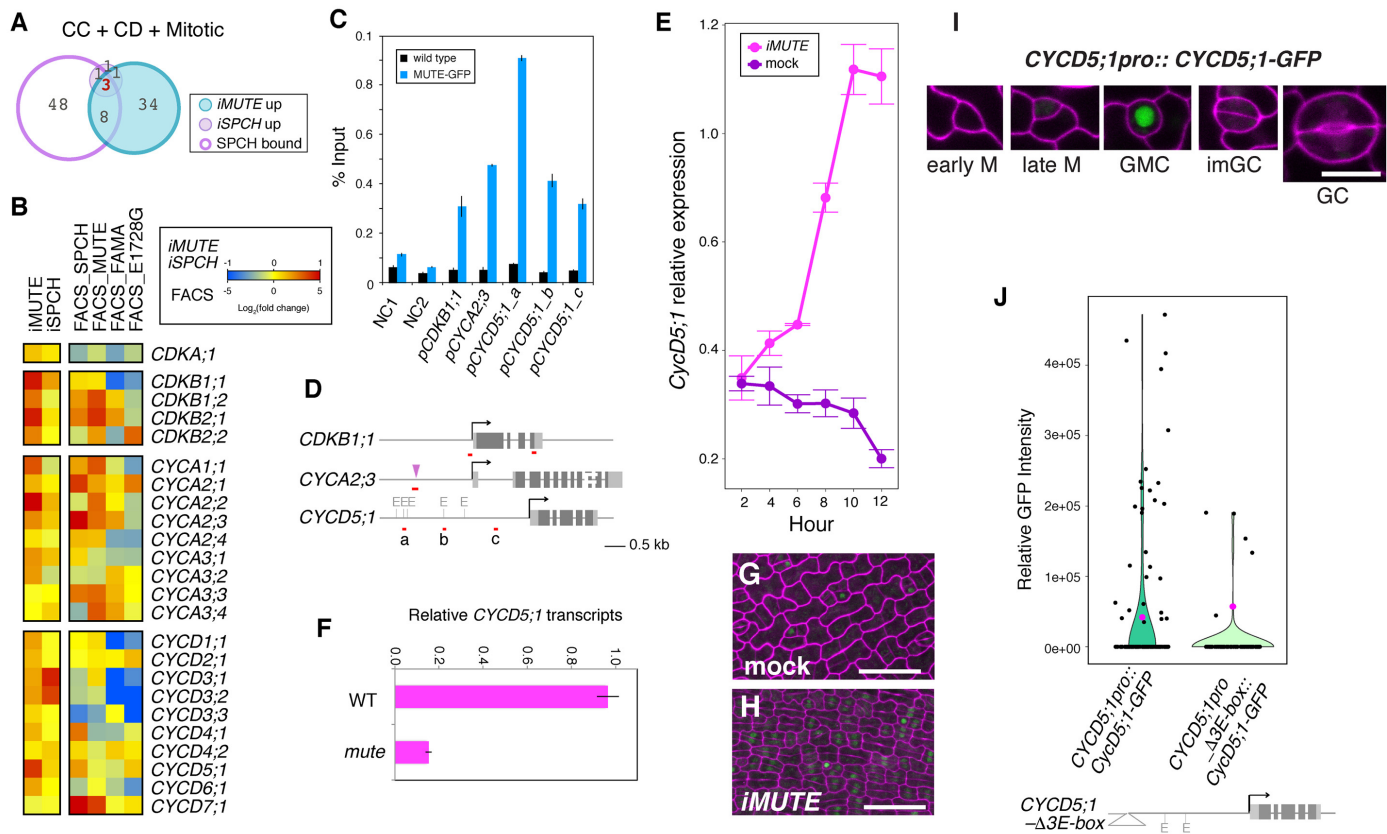 A
CC + CD + Mitotic
1
1
1
3
48
34
8
iMUTE up
iSPCH up
SPCH bound
B
iMUTE
iSPCH
FACS_SPCH
FACS_MUTE
FACS_FAMA
FACS_E1728G
iMUTE
iSPCH
-1 0 1
FACS
-5 0 5
Log2(fold change)
CDKA;1
CDKB1;1
CDKB1;2
CDKB2;1
CDKB2;2
CYCA1;1
CYCA2;1
CYCA2;2
CYCA2;3
CYCA2;4
CYCA3;1
CYCA3;2
CYCA3;3
CYCA3;4
CYCD1;1
CYCD2;1
CYCD3;1
CYCD3;2
CYCD3;3
CYCD4;1
CYCD4;2
CYCD5;1
CYCD6;1
CYCD7;1
C
% Input
0.1
0.8
0.6
0.4
0.2
0
wild type
MUTE-GFP
NC1
NC2
pCDKB1;1
pCYCA2;3
pCYCD5;1_a
pCYCD5;1_b
pCYCD5;1_c
D
CDKB1;1
CYCA2;3
CYCD5;1
E E E E E
a b c
0.5 kb
E
CycD5;1 relative expression
1.2
1.0
0.6
0.4
0.2
iMUTE
mock
2 4 6 8 10 12
Hour
F
Relative CYCD5;1 transcripts
0.0 0.2 0.4 0.6 0.8 1.0
WT
mute
G
mock
H
iMUTE
I
CYCD5;1pro:: CYCD5;1-GFP
early M
late M
GMC
imGC
GC
J
Relative GFP Intensity
4e+05
3e+05
2e+05
1e+05
0e+00
CYCD5;1pro::
CycD5;1-GFP
CYCD5;1pro
–Δ3E-box::
CycD5;1-GFP
CYCD5;1
–Δ3E-box
E E